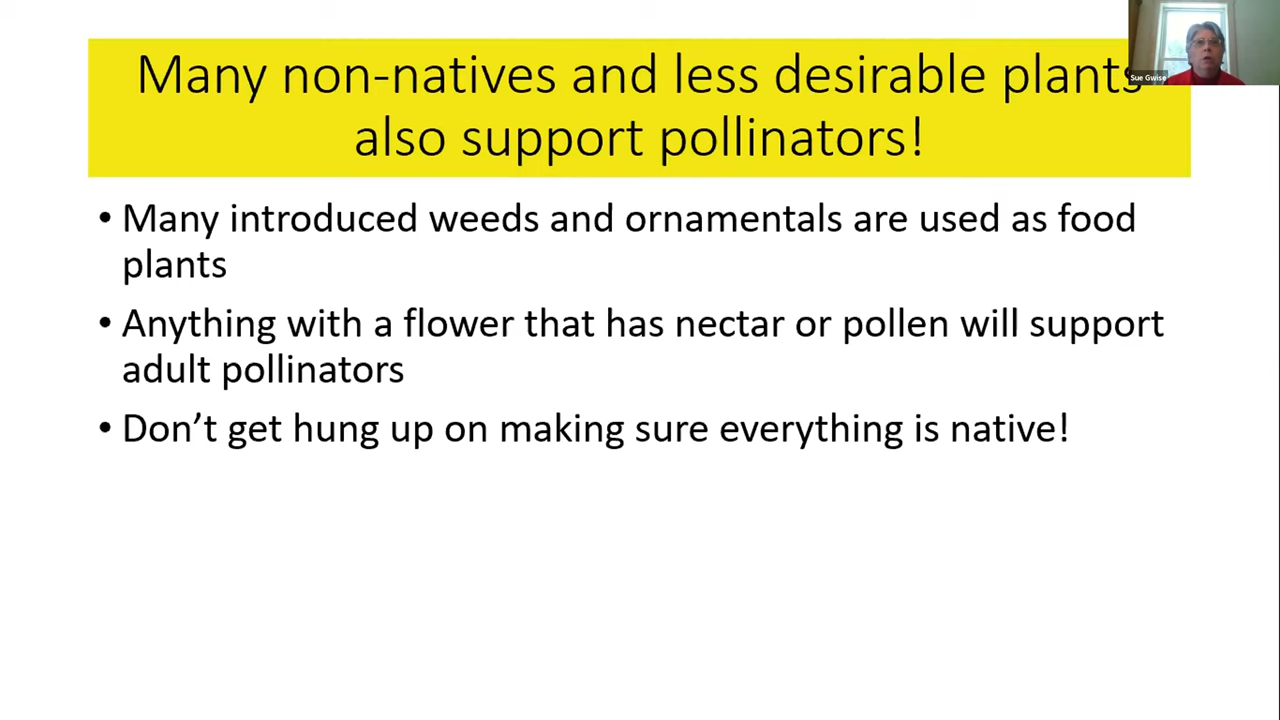 Many non-natives and less desirable plants
also support pollinators!
Sue Gwise
• Many introduced weeds and ornamentals are used as food
plants
• Anything with a flower that has nectar or pollen will support
adult pollinators
• Don’t get hung up on making sure everything is native!